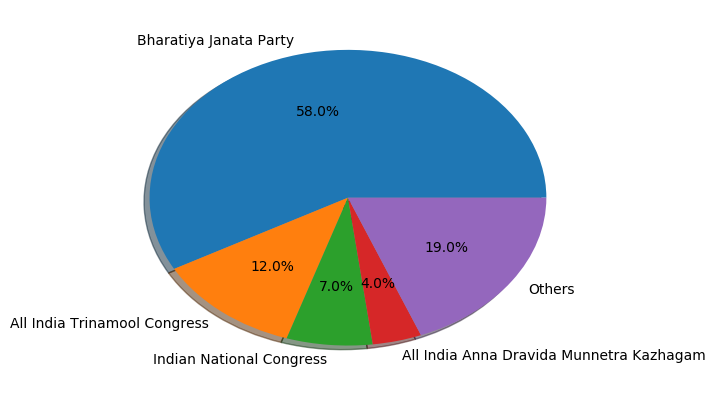 Bharatiya Janata Party
58.0%
12.0%
7.0%
4.0%
19.0%
Others
All India Trinamool Congress
Indian National Congress
All India Anna Dravida Munnetra Kazhagam